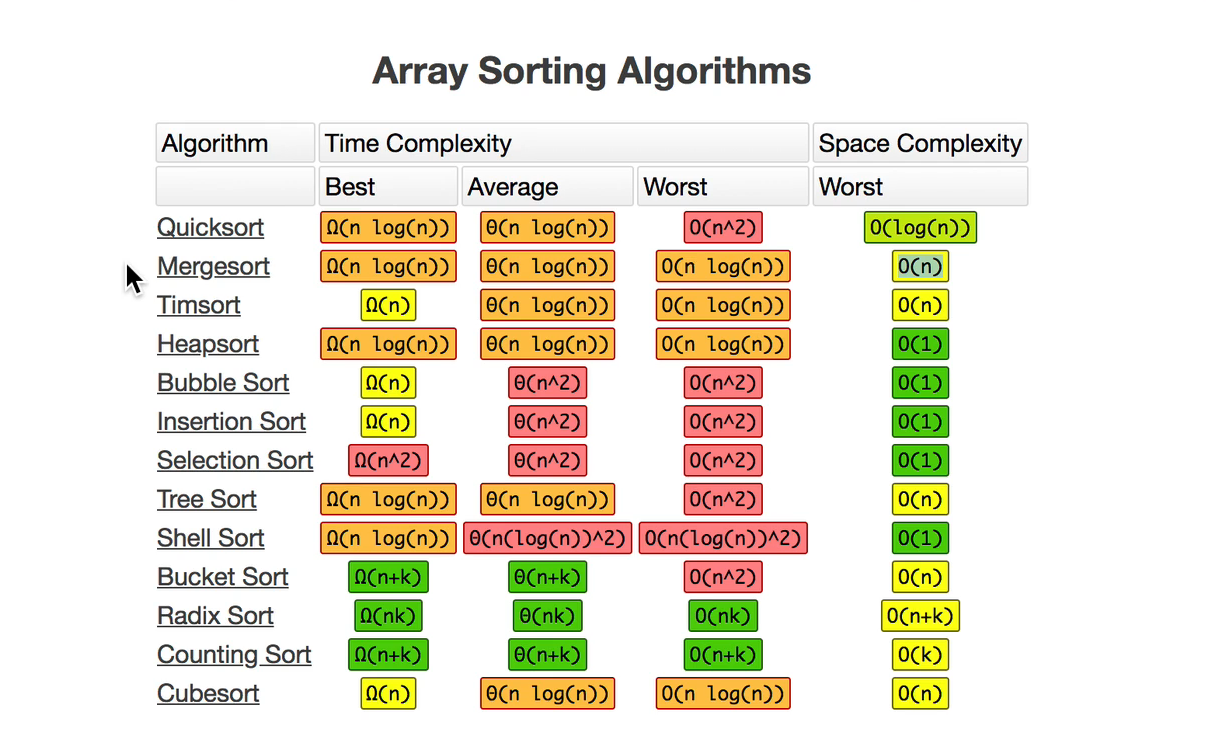 Array Sorting Algorithms
Algorithm Time Complexity Space Complexity
Best Average Worst Worst
Quicksort Ω(n log(n)) Θ(n log(n)) O(n^2) O(log(n))
Mergesort Ω(n log(n)) Θ(n log(n)) O(n log(n)) O(n)
Timsort Ω(n) Θ(n log(n)) O(n log(n)) O(n)
Heapsort Ω(n log(n)) Θ(n log(n)) O(n log(n)) O(1)
Bubble Sort Ω(n) Θ(n^2) O(n^2) O(1)
Insertion Sort Ω(n) Θ(n^2) O(n^2) O(1)
Selection Sort Ω(n^2) Θ(n^2) O(n^2) O(1)
Tree Sort Ω(n log(n)) Θ(n log(n)) O(n^2) O(n)
Shell Sort Ω(n log(n)) Θ(n(log(n))^2) O(n(log(n))^2) O(1)
Bucket Sort Ω(n+k) Θ(n+k) O(n^2) O(n)
Radix Sort Ω(nk) Θ(nk) O(nk) O(n+k)
Counting Sort Ω(n+k) Θ(n+k) O(n+k) O(k)
Cubesort Ω(n) Θ(n log(n)) O(n log(n)) O(n)